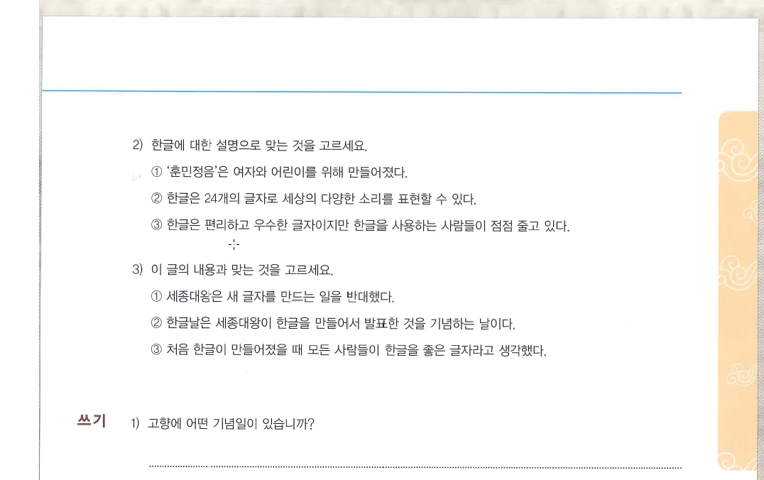 2) 한글에 대한 설명으로 맞는 것을 고르세요.
① '훈민정음'은 여자와 어린이를 위해 만들어졌다.
② 한글은 24개의 글자로 세상의 다양한 소리를 표현할 수 있다.
③ 한글은 편리하고 우수한 글자이지만 한글을 사용하는 사람들이 점점 줄고 있다.
3) 이 글의 내용과 맞는 것을 고르세요.
① 세종대왕은 새 글자를 만드는 일을 반대했다.
② 한글날은 세종대왕이 한글을 만들어서 발표한 것을 기념하는 날이다.
③ 처음 한글이 만들어졌을 때 모든 사람들이 한글을 좋은 글자라고 생각했다.
쓰기 1) 고향에 어떤 기념일이 있습니까?